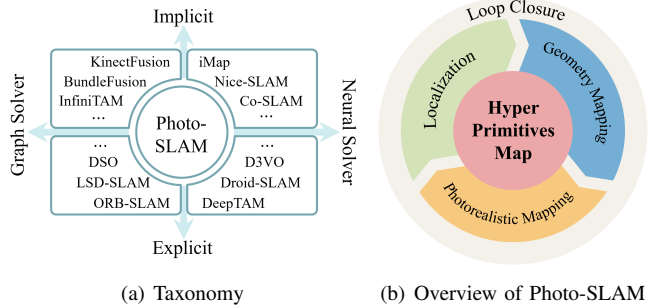 Implicit
Graph Solver
KinectFusion
BundleFusion
InfiniTAM
...
iMap
Nice-SLAM
Co-SLAM
...
Photo-
SLAM
...
DSO
LSD-SLAM
ORB-SLAM
...
D3VO
Droid-SLAM
DeepTAM
Neural Solver
Explicit
(a) Taxonomy
Loop Closure
Localization
Geometry Mapping
Hyper
Primitives
Map
Photorealistic Mapping
(b) Overview of Photo-SLAM